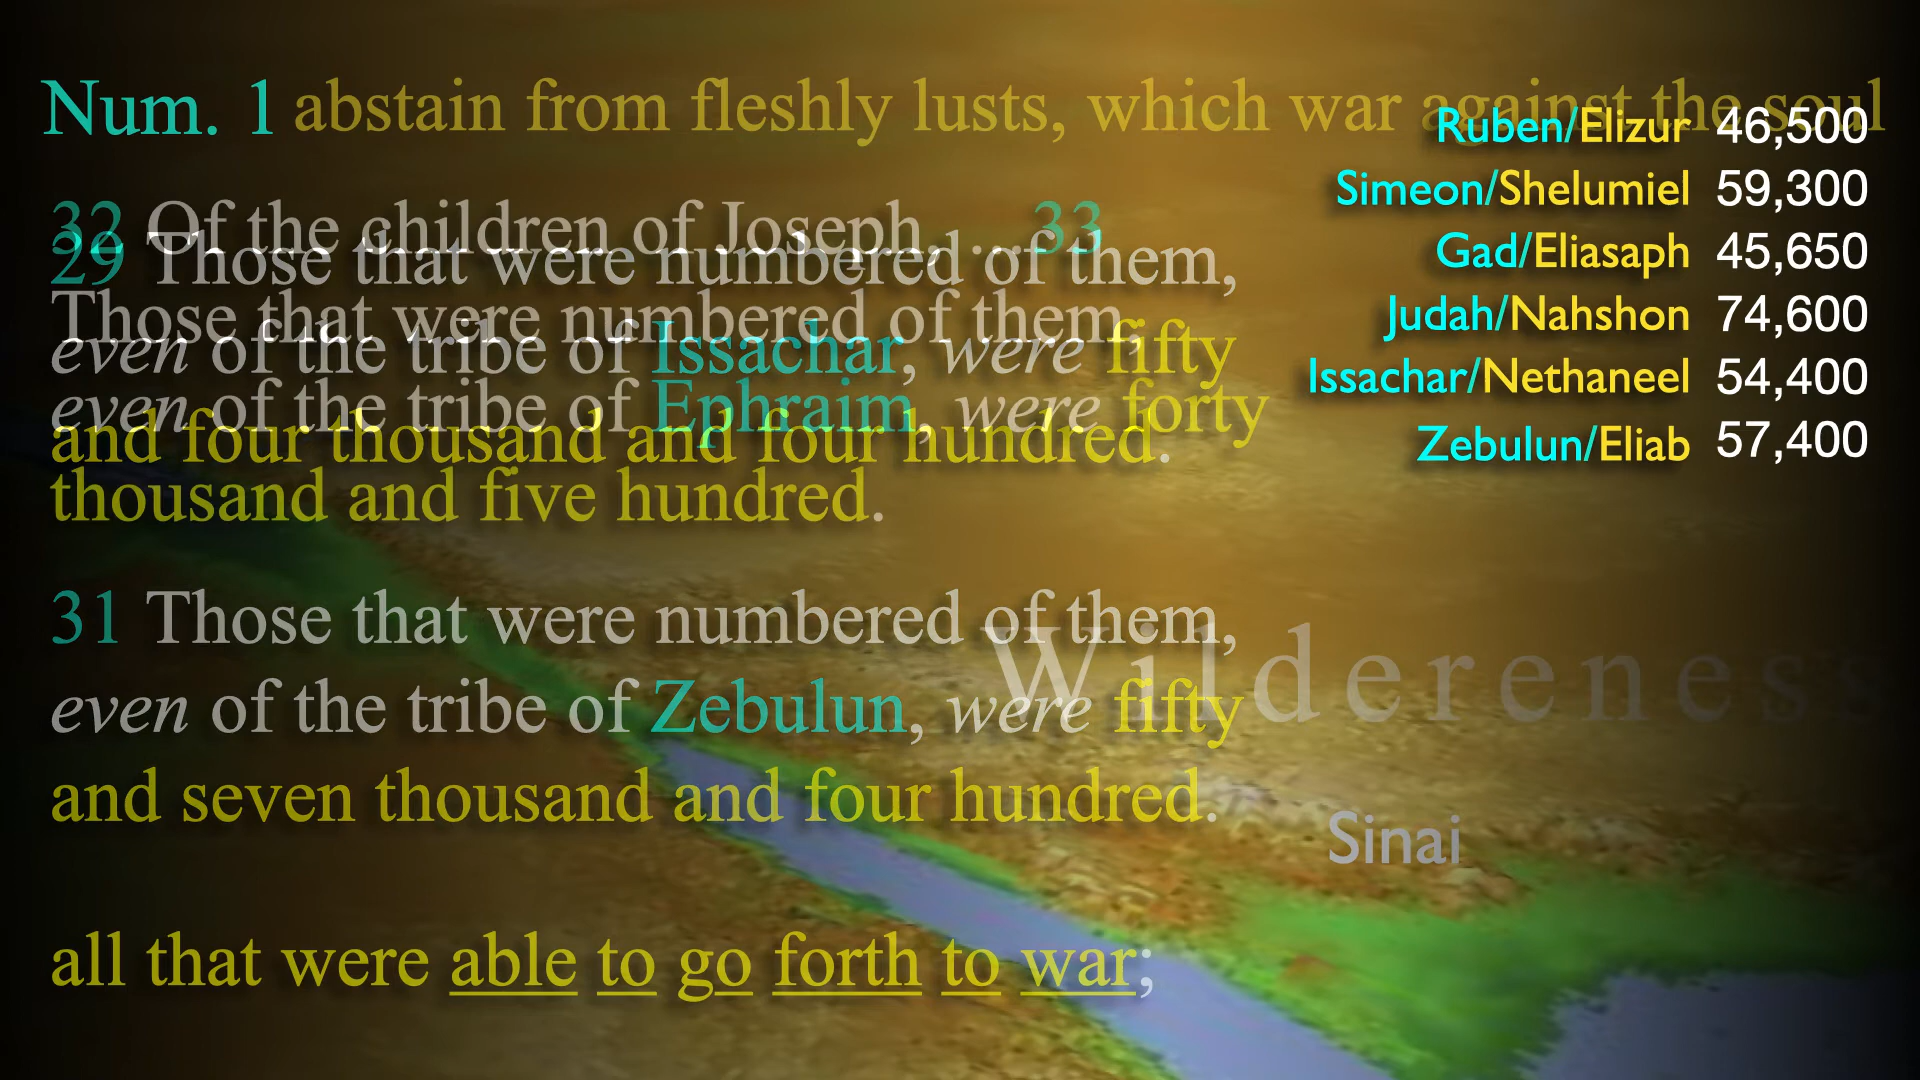 Num. 1 abstain from fleshly lusts, which war against the soul
32 Of the children of Joseph, ... 33
Those that were numbered of them,
even of the tribe of Ephraim, were forty
thousand and five hundred.
29 Those that were numbered of them,
even of the tribe of Issachar, were fifty
and four thousand and four hundred.
31 Those that were numbered of them,
even of the tribe of Zebulun, were fifty
and seven thousand and four hundred.
all that were able to go forth to war;
Ruben/Elizur 46,500
Simeon/Shelumiel 59,300
Gad/Eliasaph 45,650
Judah/Nahshon 74,600
Issachar/Nethaneel 54,400
Zebulun/Eliab 57,400
Wildereness
Sinai